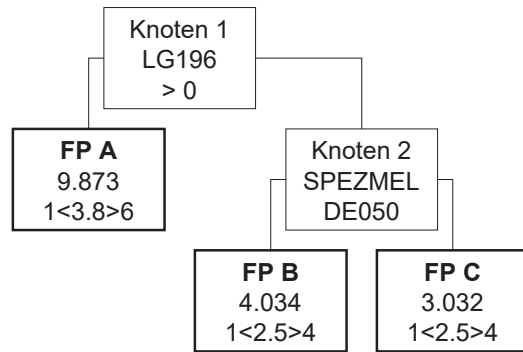 Knoten 1
LG196
> 0
FP A
9.873
1<3.8>6
Knoten 2
SPEZMEL
DE050
FP B
4.034
1<2.5>4
FP C
3.032
1<2.5>4